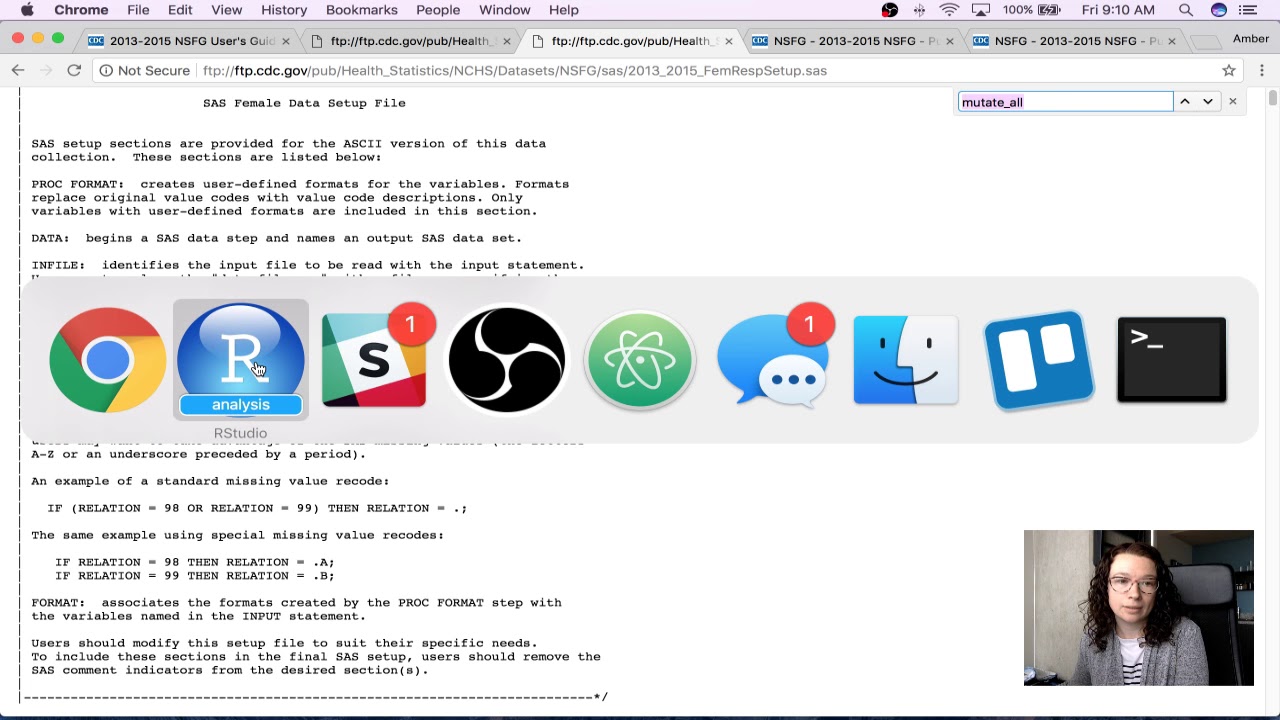 Chrome File Edit View History Bookmarks People Window Help 100% Fri 9:10 AM
2013-2015 NSFG User's Guid × ftp://ftp.cdc.gov/pub/Health_ × ftp://ftp.cdc.gov/pub/Health_S × NSFG - 2013-2015 NSFG - Pu × NSFG - 2013-2015 NSFG - Pu × Amber
CDC CDC CDC
Not Secure ftp://ftp.cdc.gov/pub/Health_Statistics/NCHS/Datasets/NSFG/sas/2013_2015_FemRespSetup.sas
mutate_all
SAS Female Data Setup File
SAS setup sections are provided for the ASCII version of this data
collection. These sections are listed below:
PROC FORMAT: creates user-defined formats for the variables. Formats
replace original value codes with value code descriptions. Only
variables with user-defined formats are included in this section.
DATA: begins a SAS data step and names an output SAS data set.
INFILE: identifies the input file to be read with the input statement.
1
1
R
S
>_
analysis
RStudio
A-Z or an underscore preceded by a period).
An example of a standard missing value recode:
IF (RELATION = 98 OR RELATION = 99) THEN RELATION = .;
The same example using special missing value recodes:
IF RELATION = 98 THEN RELATION = .A;
IF RELATION = 99 THEN RELATION = .B;
FORMAT: associates the formats created by the PROC FORMAT step with
the variables named in the INPUT statement.
Users should modify this setup file to suit their specific needs.
To include these sections in the final SAS setup, users should remove the
SAS comment indicators from the desired section(s).
---------------------------------------------------------------------------*/